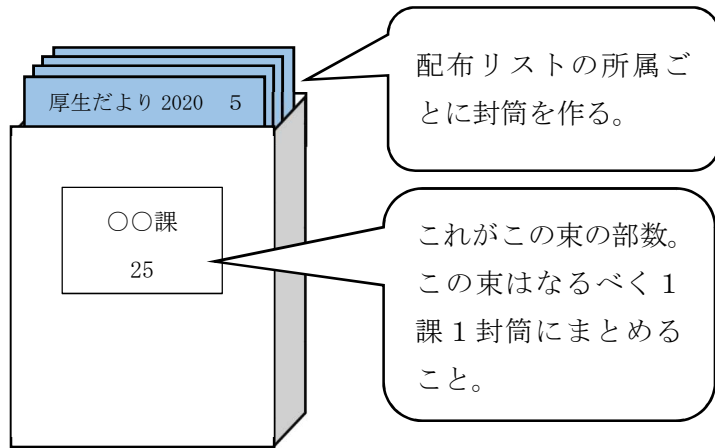 配布リストの所属ご
とに封筒を作る。
厚生だより 2020　5
○○課
25
これがこの束の部数。
この束はなるべく１
課１封筒にまとめる
こと。